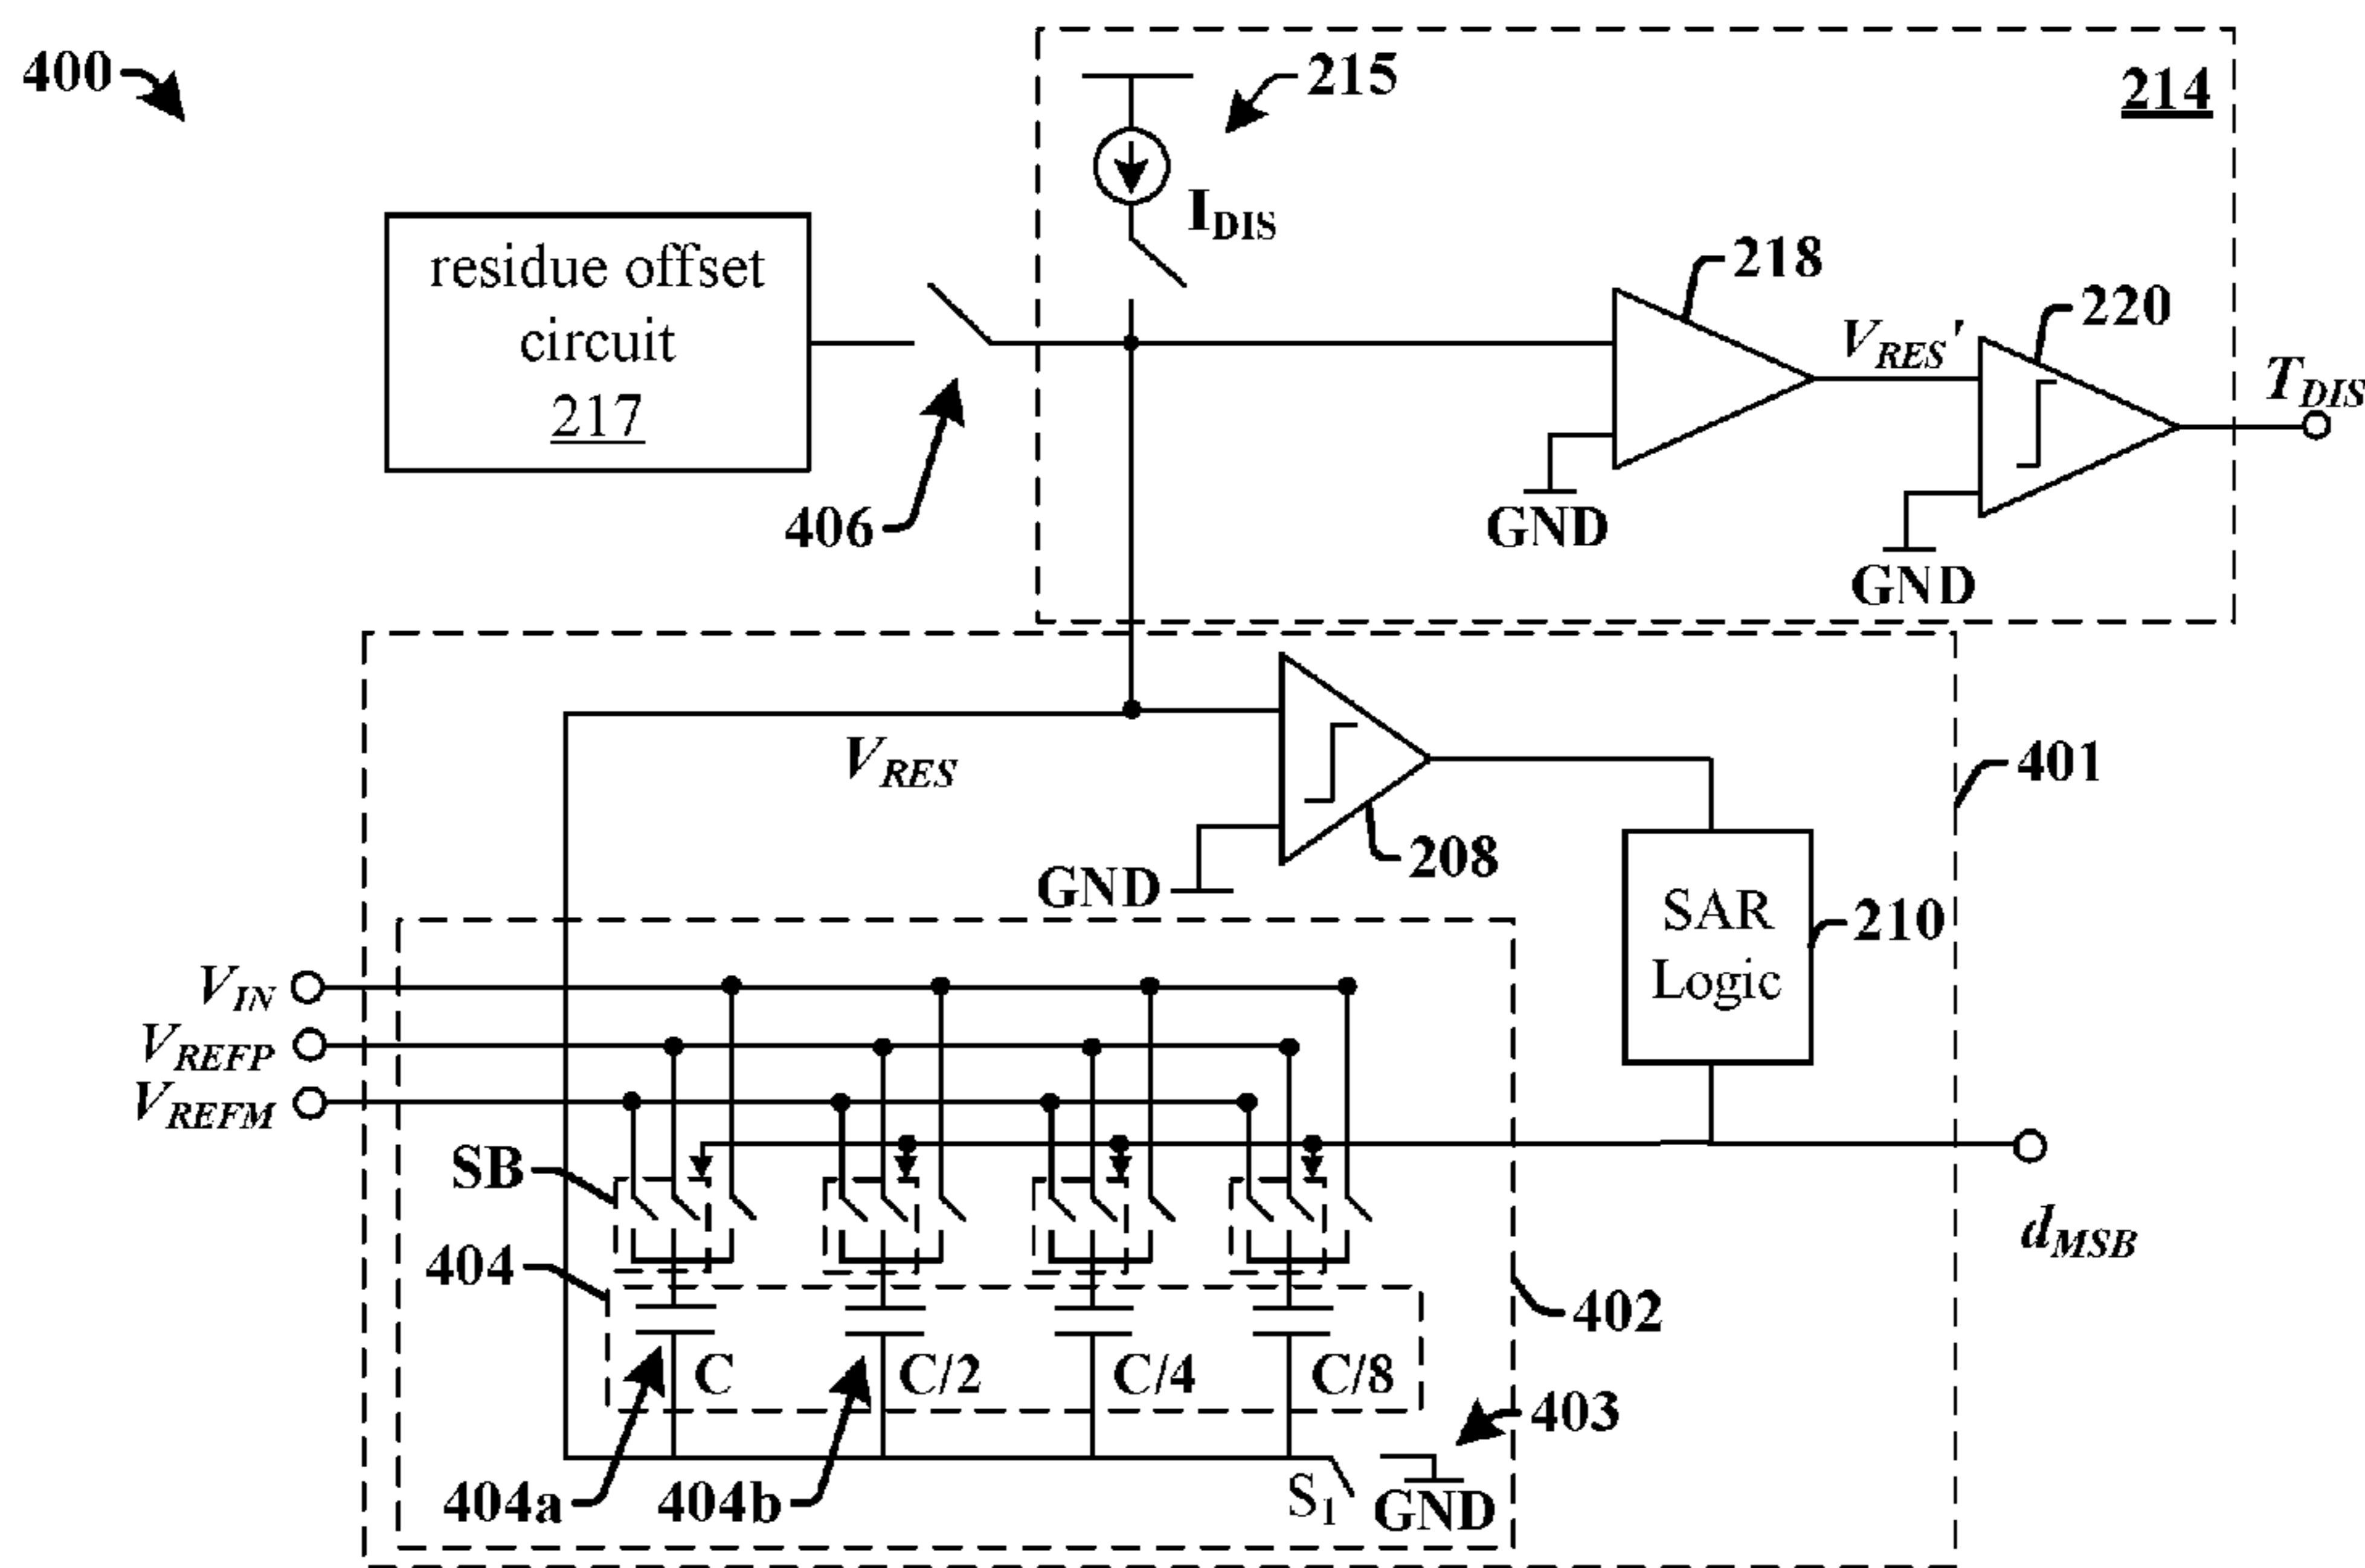 400
215
214
I_DIS
residue offset
circuit
217
406
218
V_RES'
220
T_DIS
GND
GND
V_RES
401
208
GND
SAR
Logic
210
V_IN
V_REFP
V_REFM
SB
d_MSB
404
402
C
C/2
C/4
C/8
403
404a
404b
S_1
GND